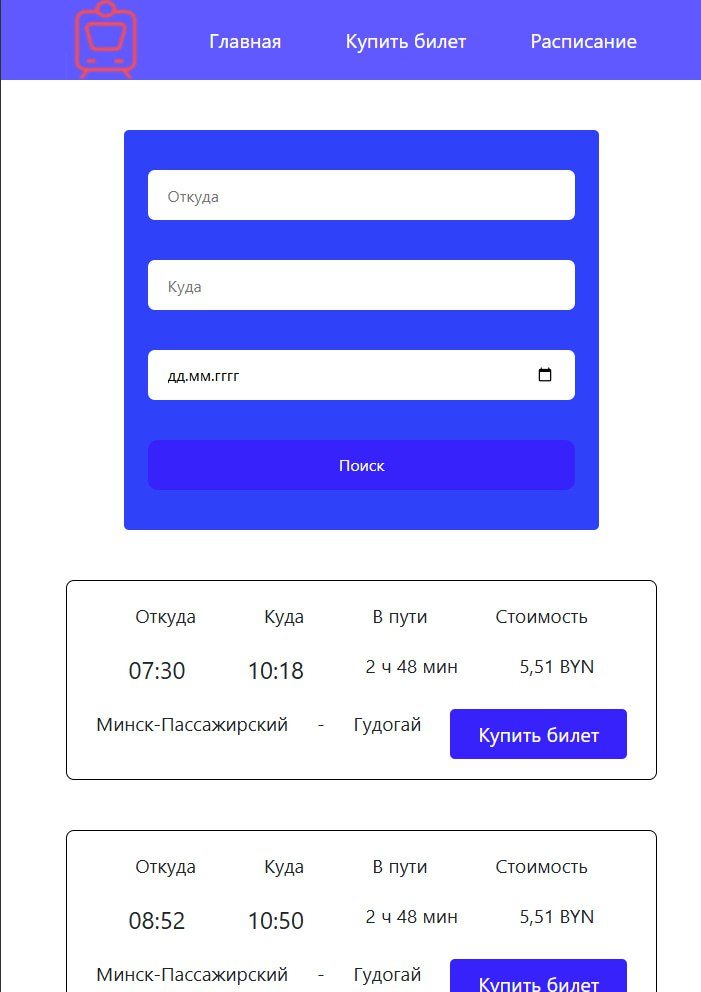 Главная Купить билет Расписание
Откуда
Куда
дд.мм.гггг
Поиск
Откуда Куда В пути Стоимость
07:30 10:18 2 ч 48 мин 5,51 BYN
Минск-Пассажирский - Гудогай Купить билет
Откуда Куда В пути Стоимость
08:52 10:50 2 ч 48 мин 5,51 BYN
Минск-Пассажирский - Гудогай Купить билет